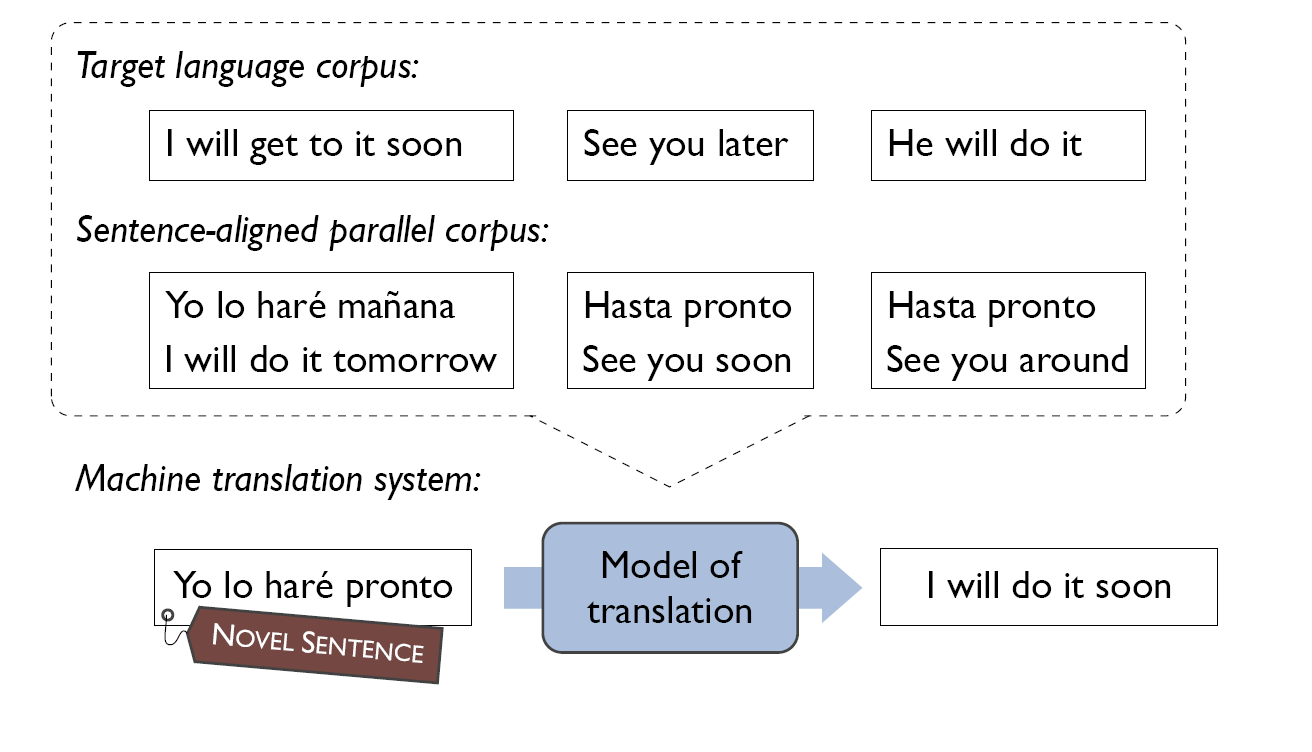 Target language corpus:
I will get to it soon
See you later
He will do it
Sentence-aligned parallel corpus:
Yo lo haré mañana
I will do it tomorrow
Hasta pronto
See you soon
Hasta pronto
See you around
Machine translation system:
Yo lo haré pronto
NOVEL SENTENCE
Model of
translation
I will do it soon